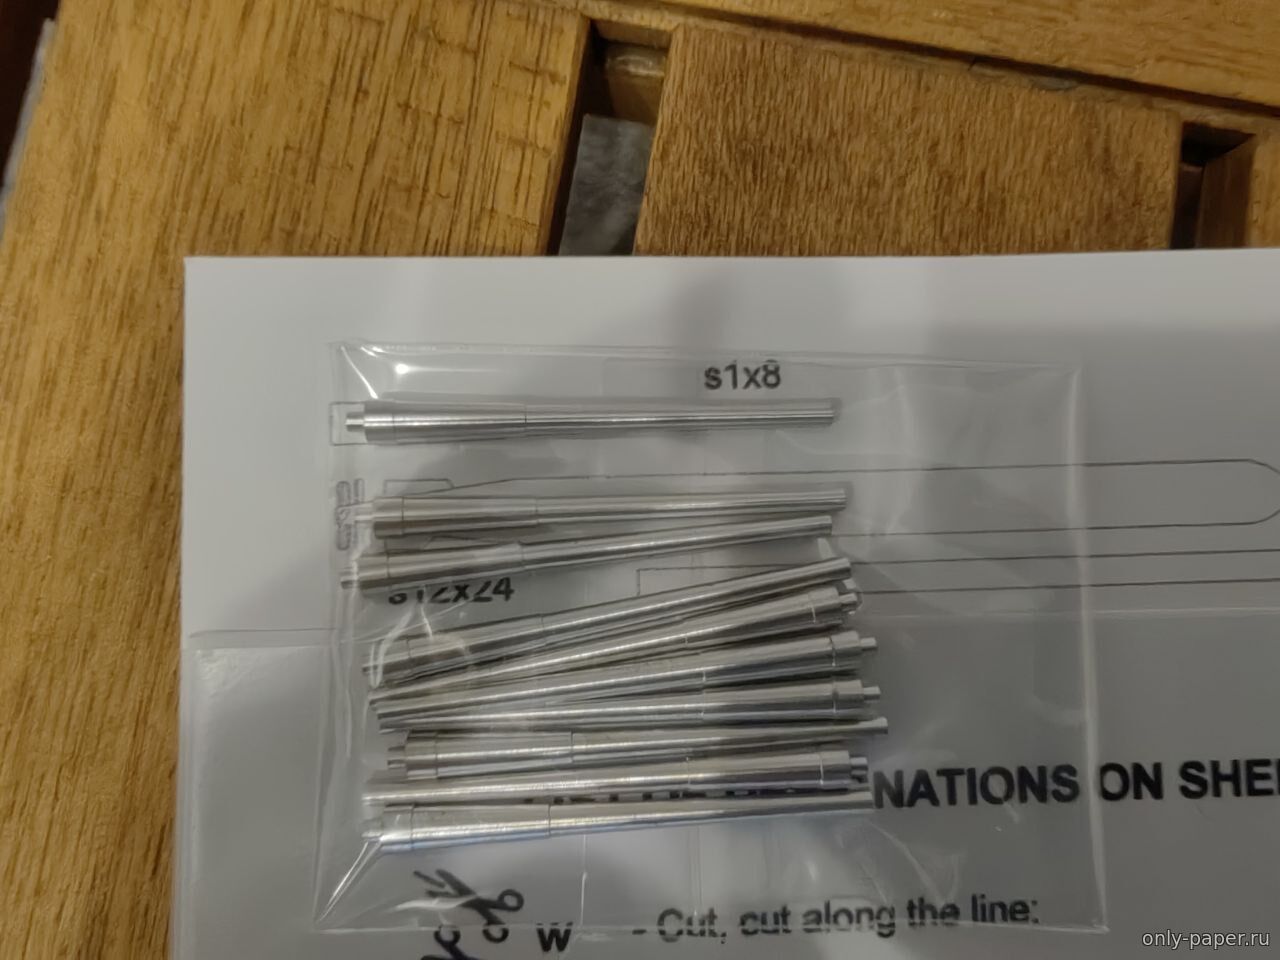 s1x8
s12x24
NATIONS ON SHE
W - Cut, cut along the line:
only-paper.ru